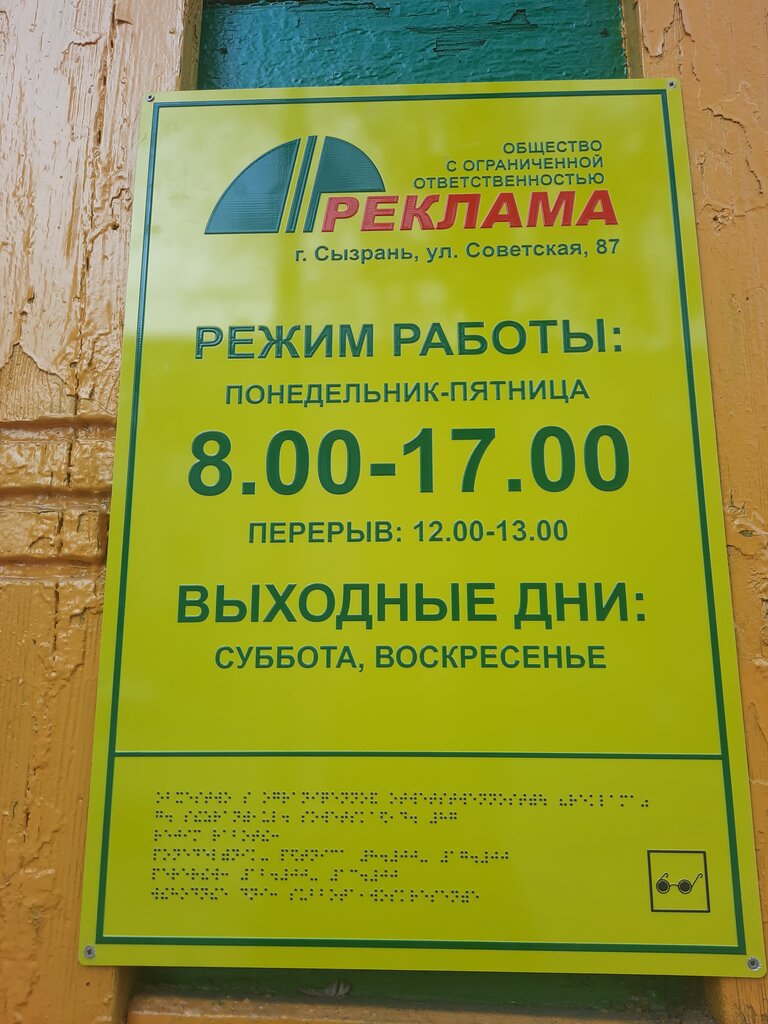 ОБЩЕСТВО
С ОГРАНИЧЕННОЙ
ОТВЕТСТВЕННОСТЬЮ
РЕКЛАМА
г. Сызрань, ул. Советская, 87
РЕЖИМ РАБОТЫ:
ПОНЕДЕЛЬНИК-ПЯТНИЦА
8.00-17.00
ПЕРЕРЫВ: 12.00-13.00
ВЫХОДНЫЕ ДНИ:
СУББОТА, ВОСКРЕСЕНЬЕ